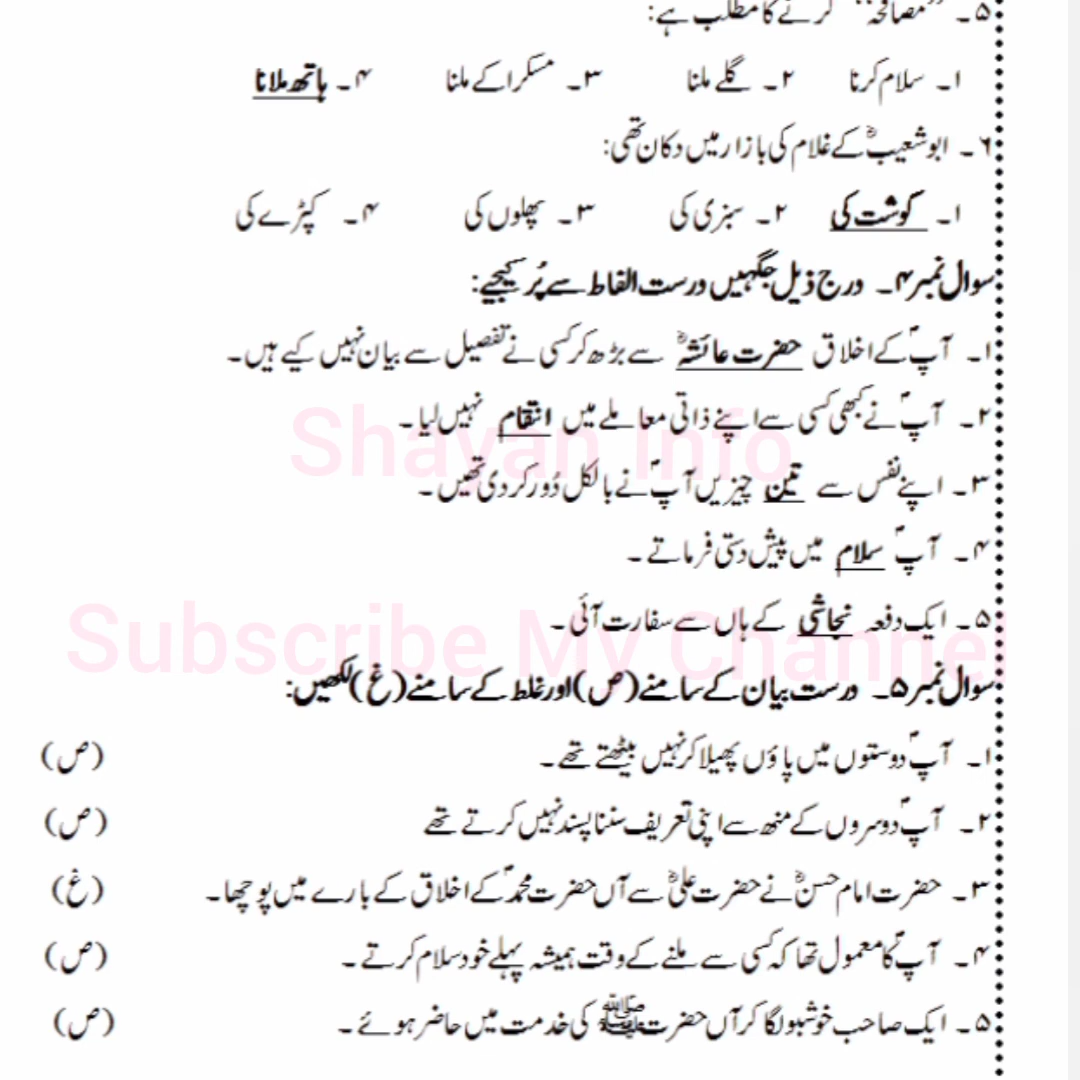 ۵۔ ”مصافحہ“ کرنے کا مطلب ہے:
۱۔ سلام کرنا ۲۔ گلے ملنا ۳۔ مسکرا کے ملنا ۴۔ ہاتھ ملانا
۶۔ ابو شعیبؓ کے غلام کی بازار میں دکان تھی:
۱۔ گوشت کی ۲۔ سبزی کی ۳۔ پھلوں کی ۴۔ کپڑے کی
سوال نمبر ۴۔ درج ذیل جگہیں درست الفاط سے پُر کیجیے:
۱۔ آپؐ کے اخلاق حضرت عائشہؓ سے بڑھ کر کسی نے تفصیل سے بیان نہیں کیے ہیں۔
۲۔ آپؐ نے کبھی کسی سے اپنے ذاتی معاملے میں انتقام نہیں لیا۔
Shayan Info
۳۔ اپنے نفس سے تین چیزیں آپؐ نے بالکل دُور کر دی تھیں۔
۴۔ آپؐ سلام میں پیش دستی فرماتے۔
۵۔ ایک دفعہ نجاشی کے ہاں سے سفارت آئی۔
Subscribe My Channel
سوال نمبر ۵۔ درست بیان کے سامنے (ص) اور غلط کے سامنے (غ) لکھیں:
۱۔ آپؐ دوستوں میں پاؤں پھیلا کر نہیں بیٹھتے تھے۔ (ص)
۲۔ آپؐ دوسروں کے منھ سے اپنی تعریف سننا پسند نہیں کرتے تھے (ص)
۳۔ حضرت امام حسنؓ نے حضرت علیؓ سے آں حضرت محمدؐ کے اخلاق کے بارے میں پوچھا۔ (غ)
۴۔ آپؐ کا معمول تھا کہ کسی سے ملنے کے وقت ہمیشہ پہلے خود سلام کرتے۔ (ص)
۵۔ ایک صاحب خوشبو لگا کر آں حضرت ﷺ کی خدمت میں حاضر ہوئے۔ (ص)